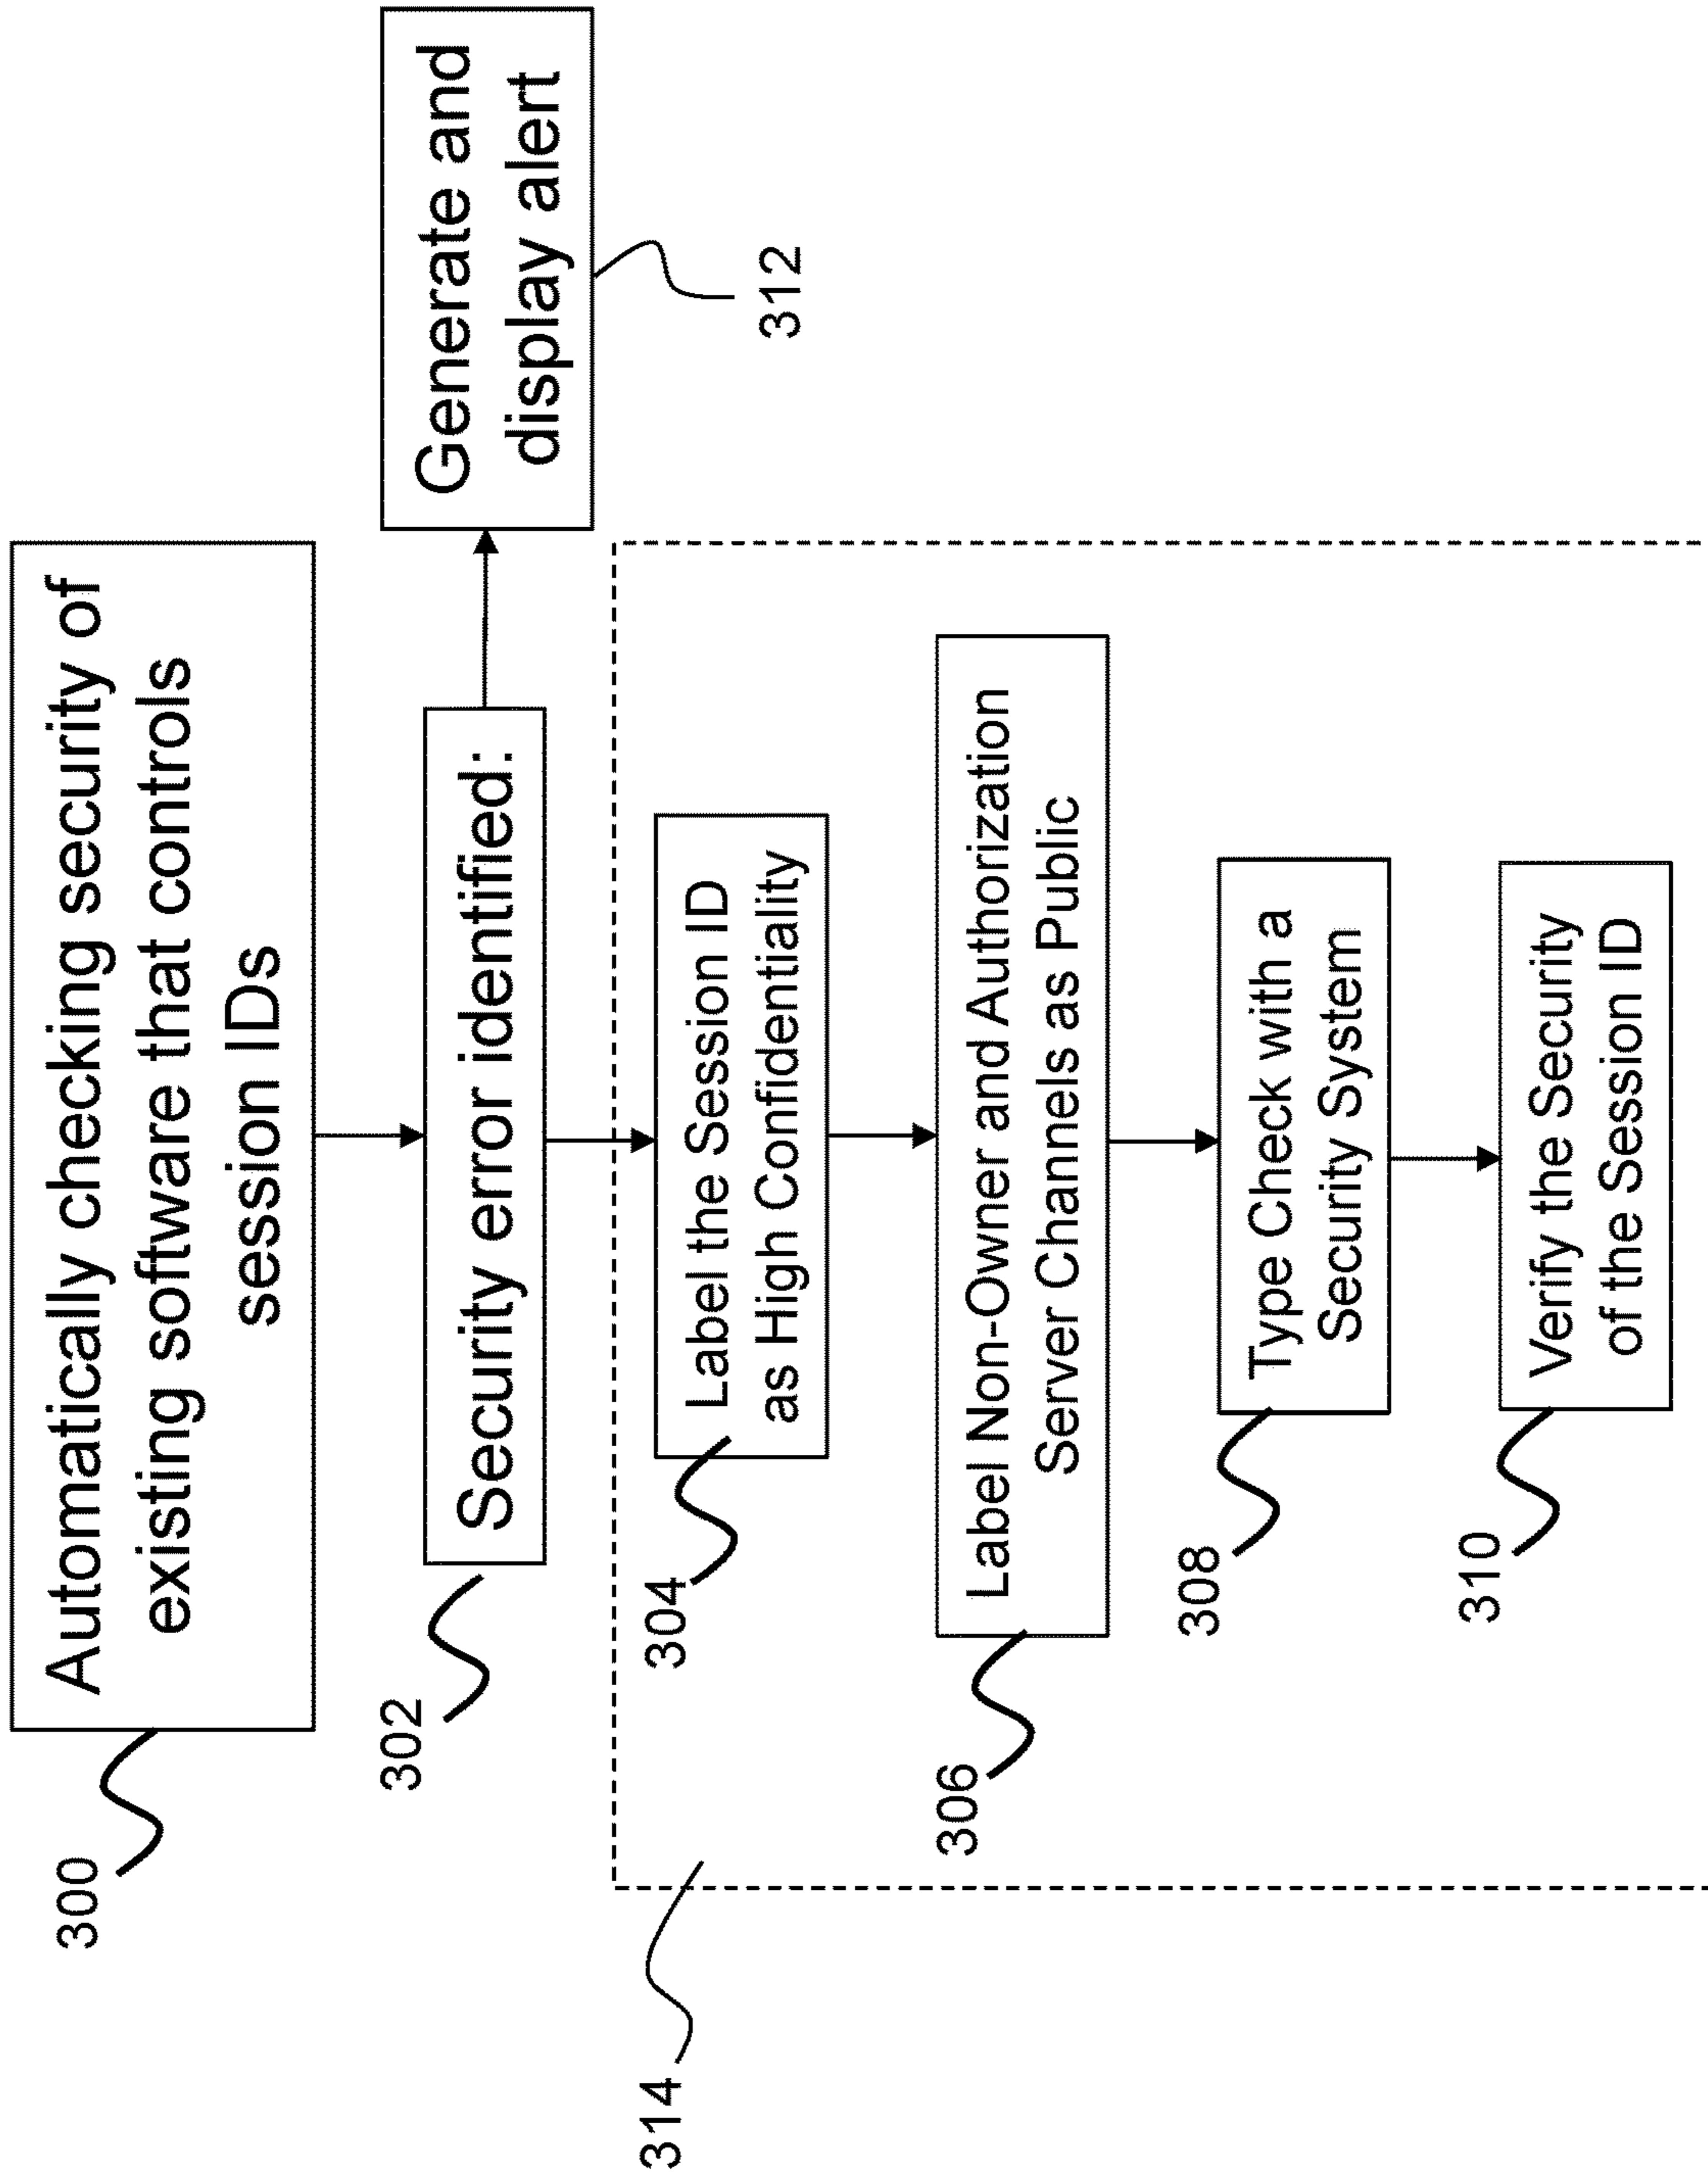 300
Automatically checking security of
existing software that controls
session IDs
302
Security error identified:
Generate and
display alert
312
314
304
Label the Session ID
as High Confidentiality
306
Label Non-Owner and Authorization
Server Channels as Public
308
Type Check with a
Security System
310
Verify the Security
of the Session ID